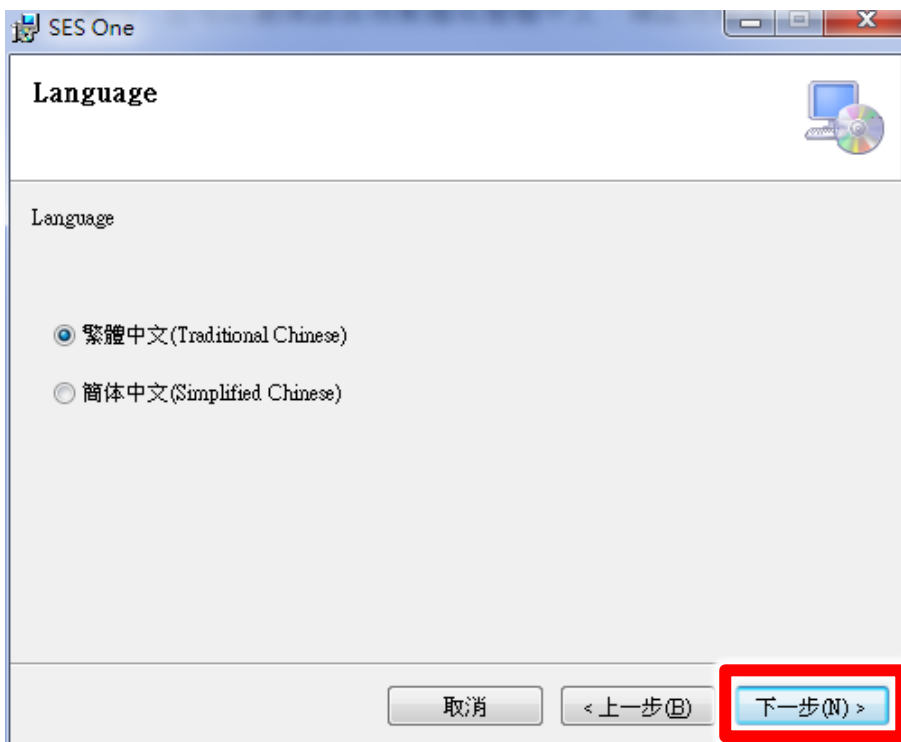 SES One
Language
Language
繁體中文(Traditional Chinese)
簡体中文(Simplified Chinese)
取消
<上一步(B)
下一步(N) >